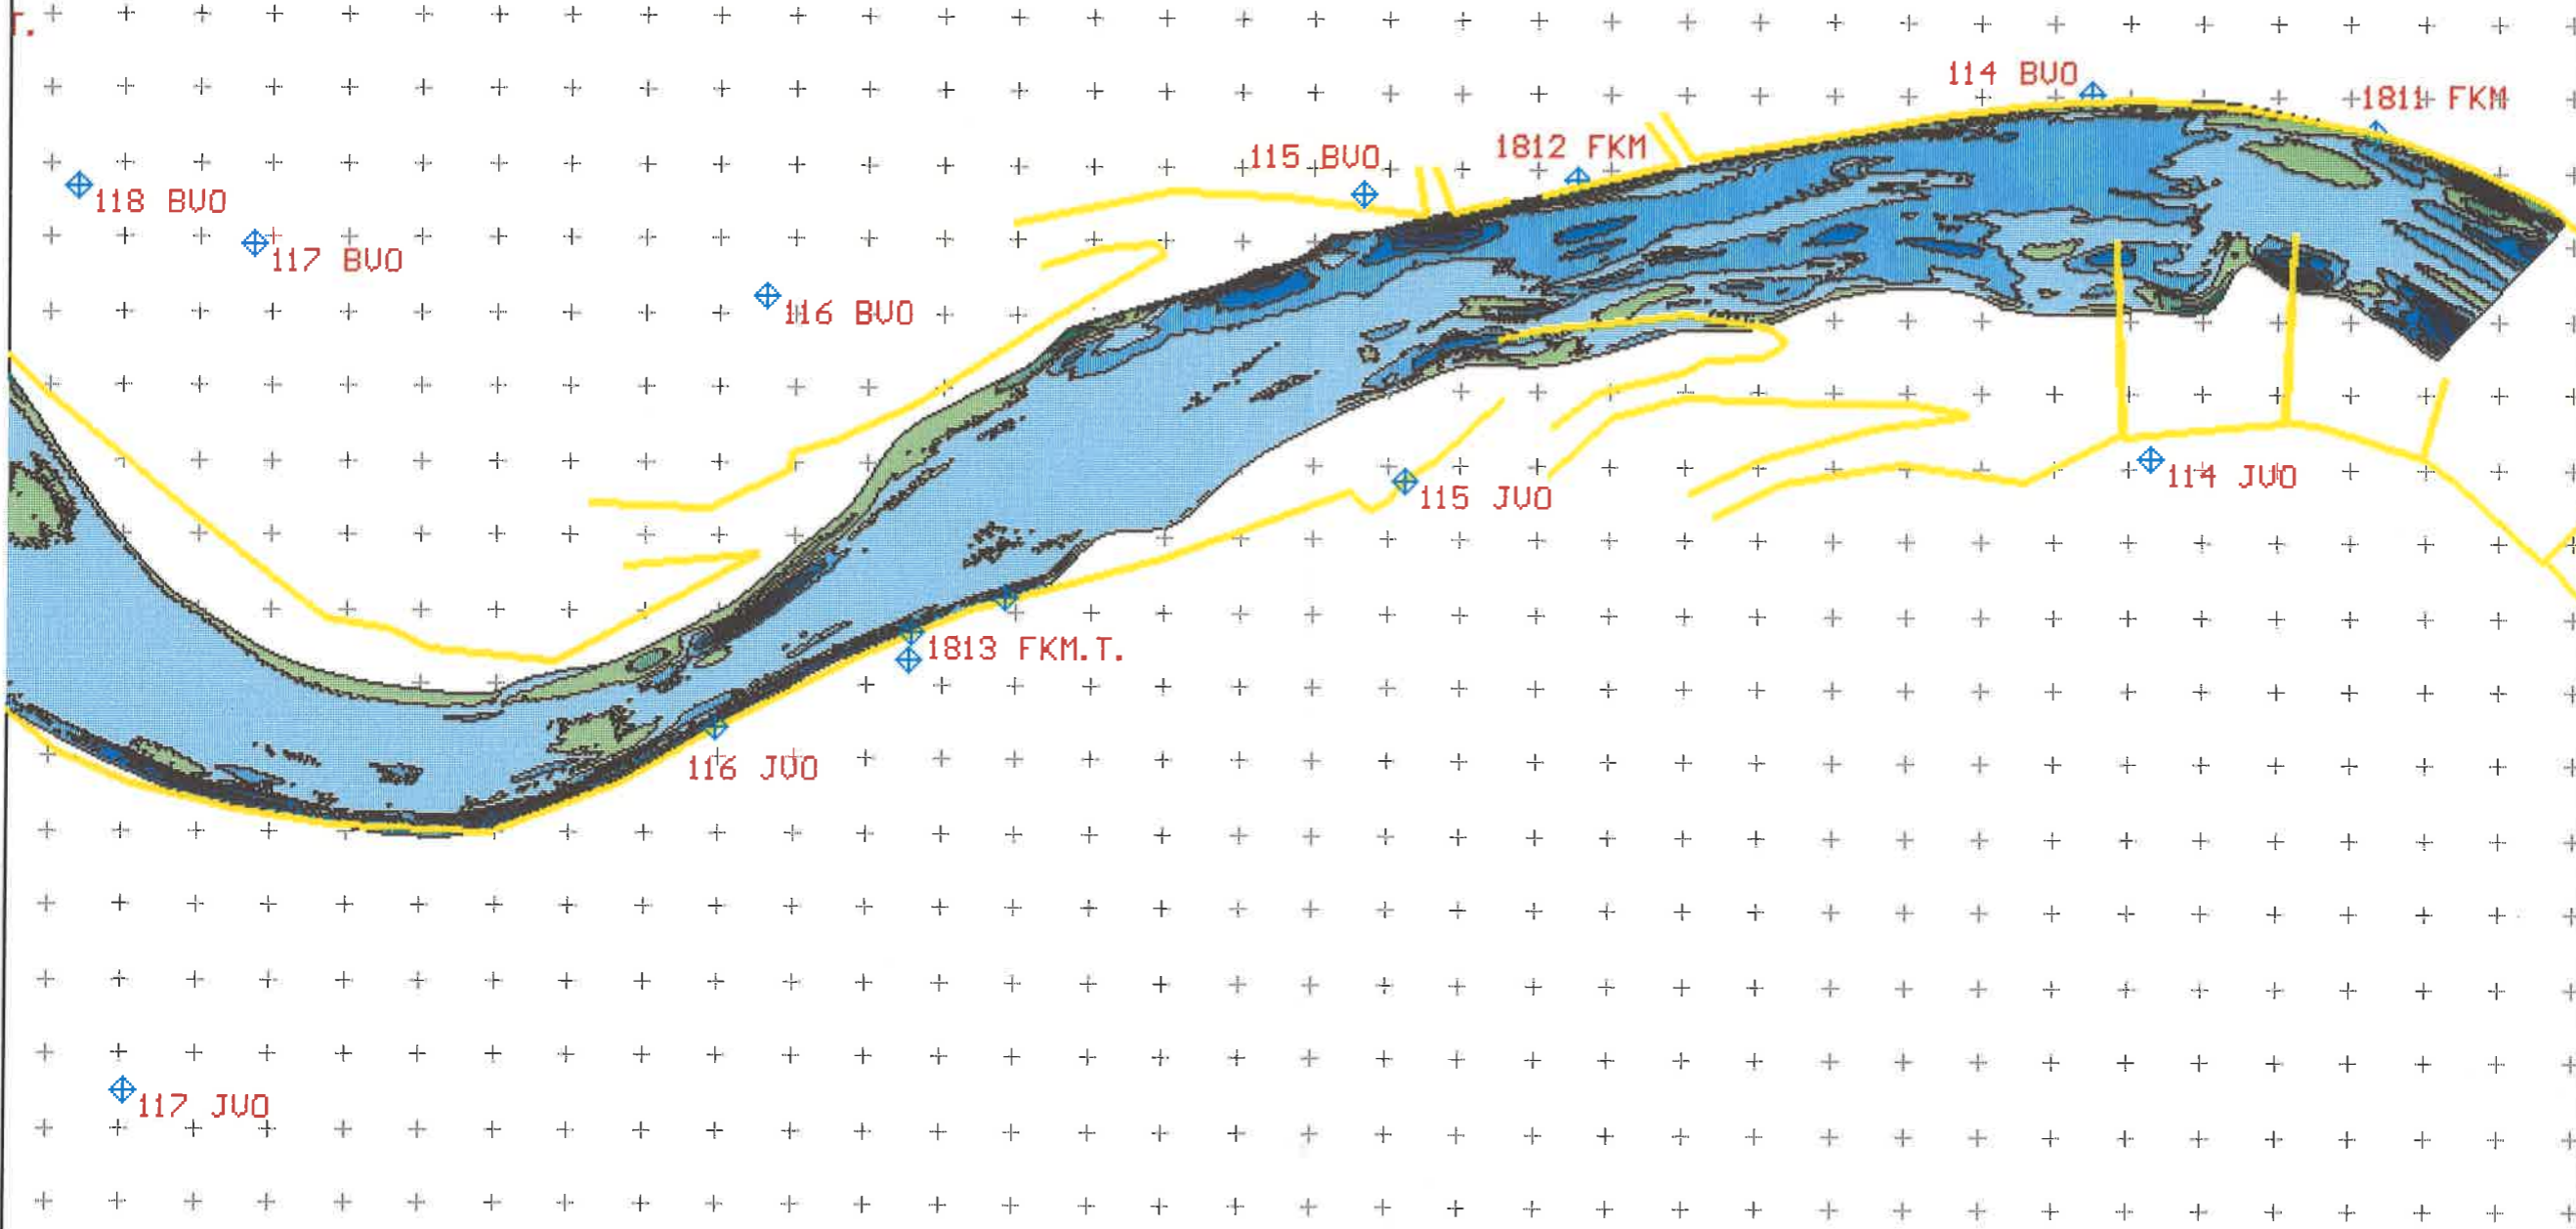 T.
114 BVO
1811 FKM
1812 FKM
115 BVO
118 BVO
117 BVO
116 BVO
114 JVO
115 JVO
1813 FKM.T.
116 JVO
117 JVO